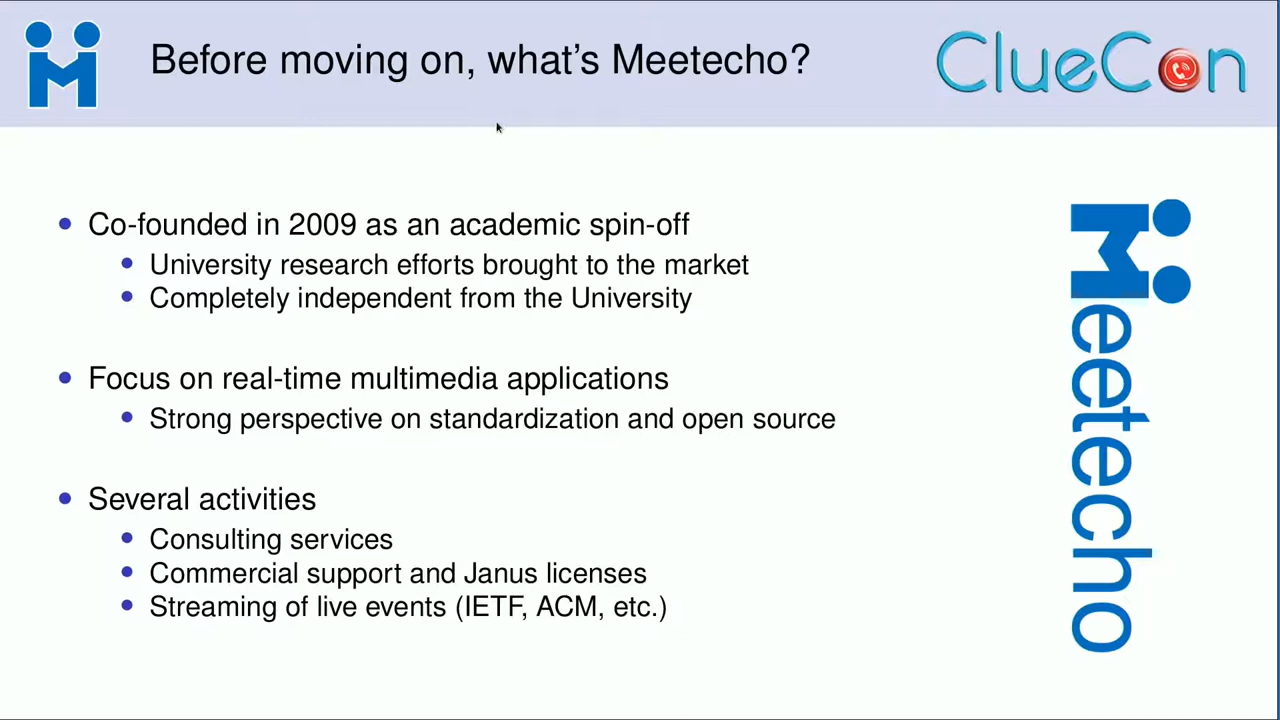 Before moving on, what's Meetecho?
ClueCon
• Co-founded in 2009 as an academic spin-off
• University research efforts brought to the market
• Completely independent from the University
• Focus on real-time multimedia applications
• Strong perspective on standardization and open source
• Several activities
• Consulting services
• Commercial support and Janus licenses
• Streaming of live events (IETF, ACM, etc.)
Meetecho